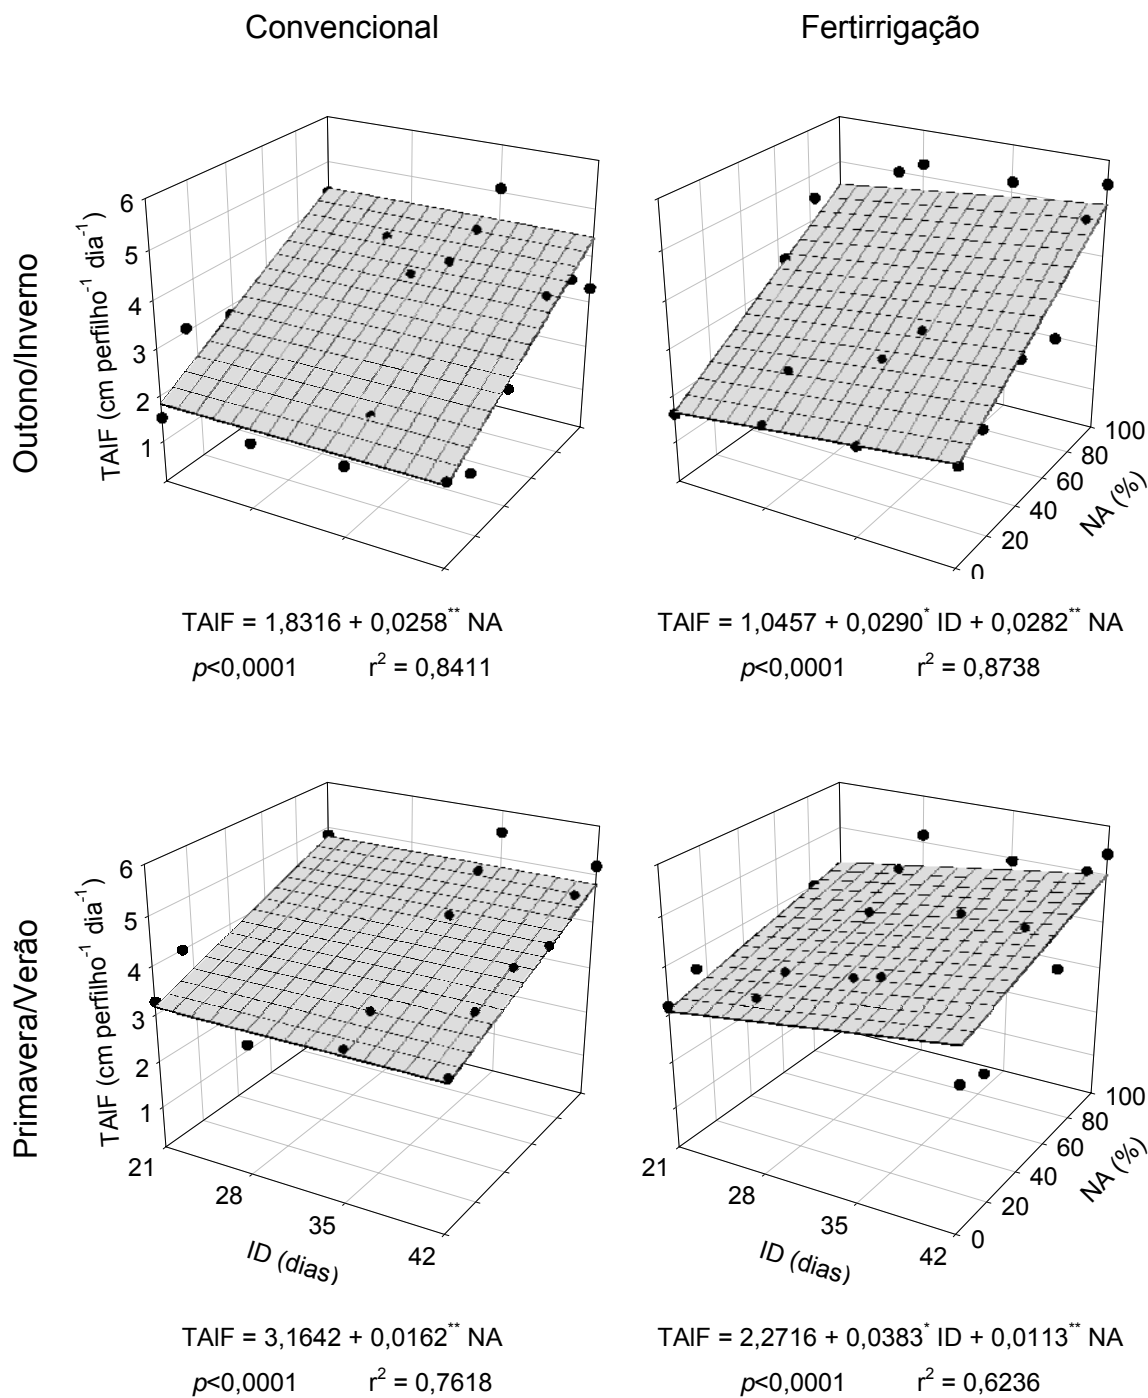 Convencional
Fertirrigação
Outono/Inverno
TAIF (cm perfilho⁻¹ dia⁻¹)
6
5
4
3
2
1
100
80
60
40
20
0
NA (%)
TAIF = 1,8316 + 0,0258** NA
p<0,0001 r² = 0,8411
TAIF = 1,0457 + 0,0290* ID + 0,0282** NA
p<0,0001 r² = 0,8738
Primavera/Verão
TAIF (cm perfilho⁻¹ dia⁻¹)
6
5
4
3
2
1
21
28
35
42
ID (dias)
21
28
35
42
ID (dias)
100
80
60
40
20
0
NA (%)
TAIF = 3,1642 + 0,0162** NA
p<0,0001 r² = 0,7618
TAIF = 2,2716 + 0,0383* ID + 0,0113** NA
p<0,0001 r² = 0,6236